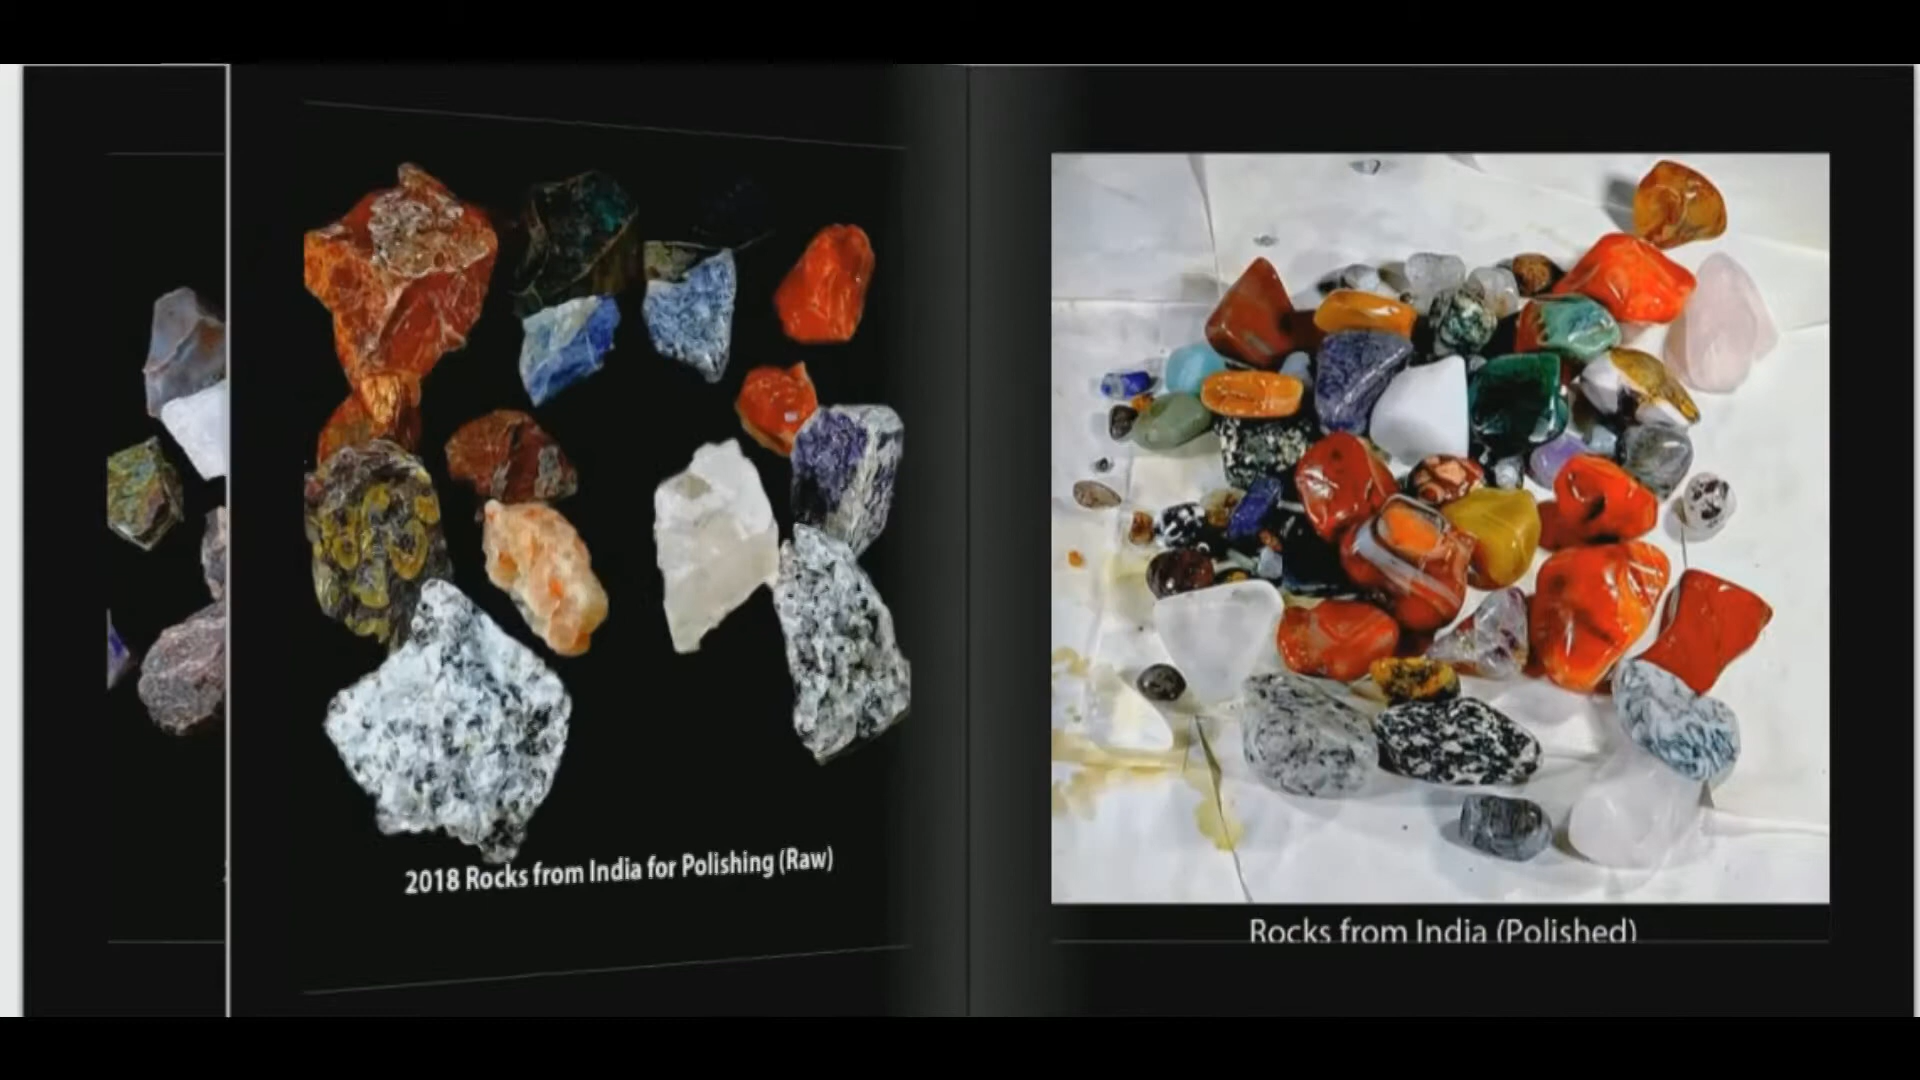 2018 Rocks from India for Polishing (Raw)
Rocks from India (Polished)